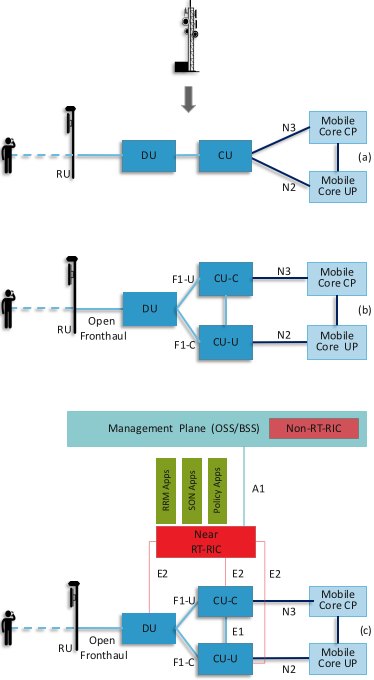 N3
Mobile
Core CP
DU
CU
(a)
RU
N2
Mobile
Core UP
F1-U
CU-C
N3
Mobile
Core CP
DU
(b)
RU
Open
Fronthaul
F1-C
CU-U
N2
Mobile
Core UP
Management Plane (OSS/BSS)
Non-RT-RIC
RRM Apps
SON Apps
Policy Apps
A1
Near
RT-RIC
E2
E2
E2
F1-U
CU-C
N3
Mobile
Core CP
DU
E1
(c)
RU
Open
Fronthaul
F1-C
CU-U
N2
Mobile
Core UP